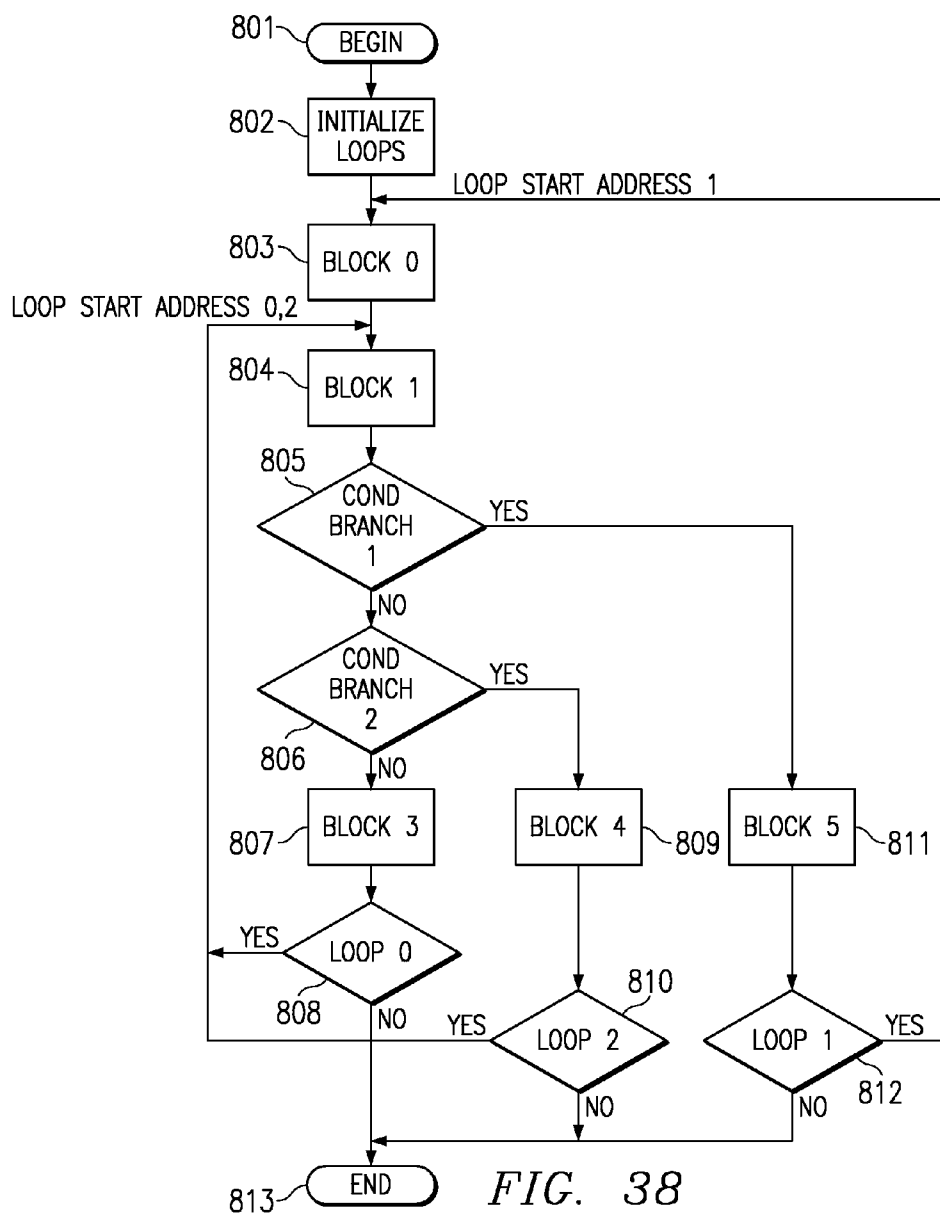 801
BEGIN
802
INITIALIZE
LOOPS
LOOP START ADDRESS 1
803
BLOCK 0
LOOP START ADDRESS 0,2
804
BLOCK 1
805
COND
BRANCH
1
YES
NO
COND
BRANCH
2
YES
806
NO
807
BLOCK 3
BLOCK 4
809
BLOCK 5
811
YES
LOOP 0
808
NO
810
YES
LOOP 2
NO
LOOP 1
YES
812
NO
813
END
FIG. 38